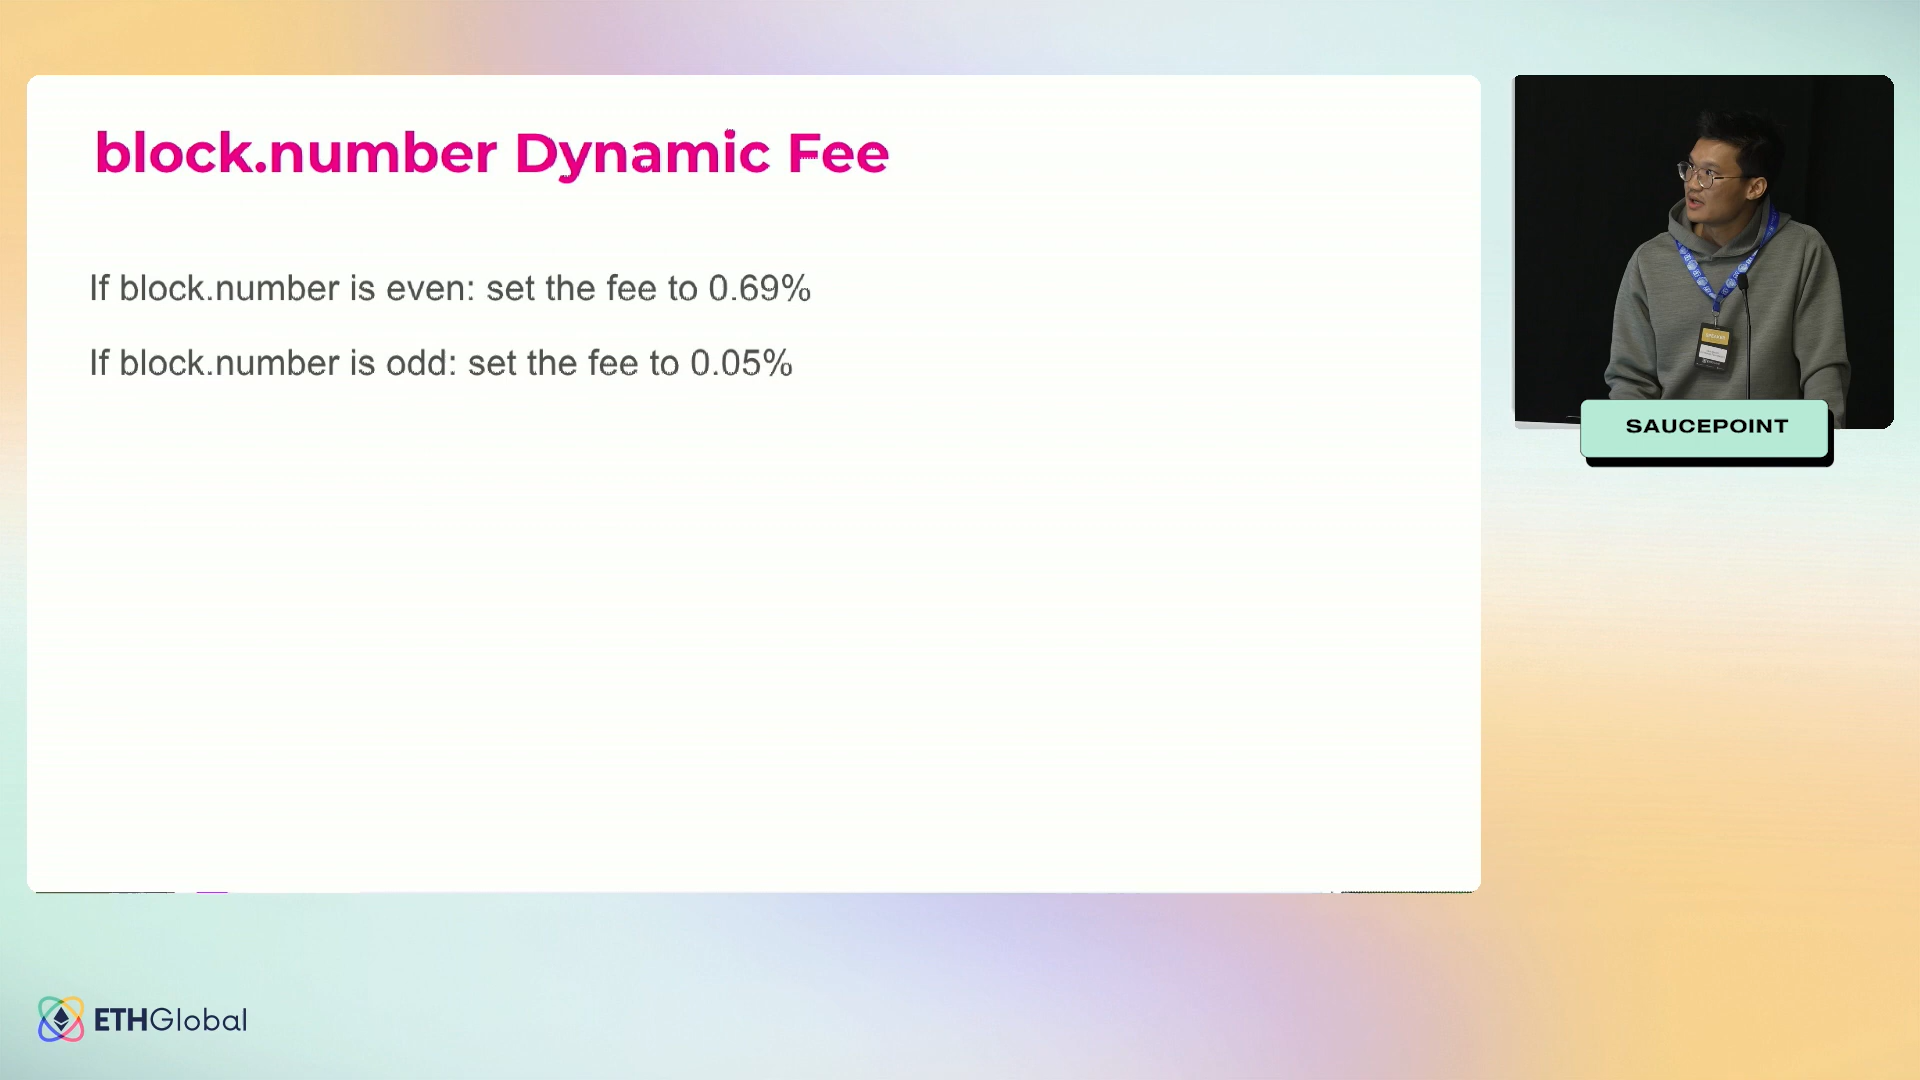 block.number Dynamic Fee
If block.number is even: set the fee to 0.69%
If block.number is odd: set the fee to 0.05%
SAUCEPOINT
ETHGlobal